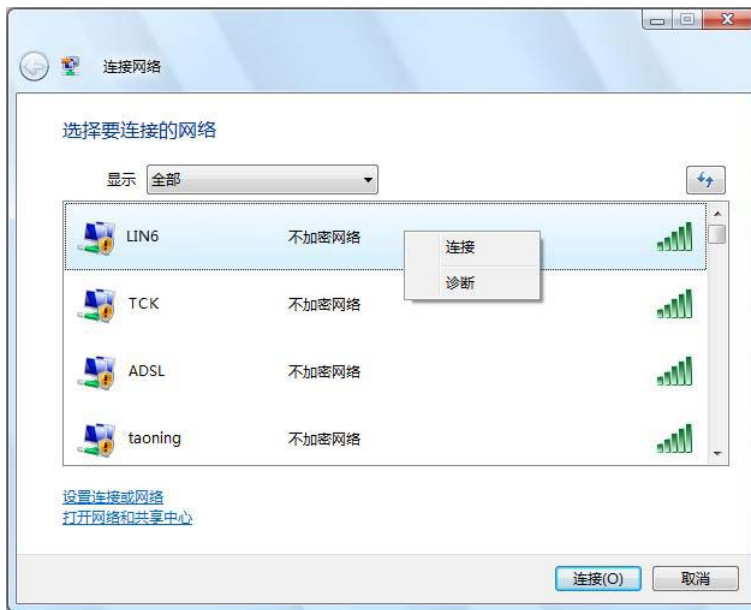 连接网络
选择要连接的网络
显示 全部
LIN6 不加密网络
连接
诊断
TCK 不加密网络
ADSL 不加密网络
taoning 不加密网络
设置连接或网络
打开网络和共享中心
连接(O) 取消